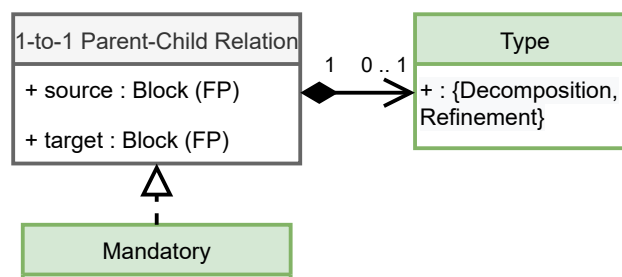 1-to-1 Parent-Child Relation
+ source : Block (FP)
+ target : Block (FP)
1
0 .. 1
Type
+ : {Decomposition,
Refinement}
Mandatory